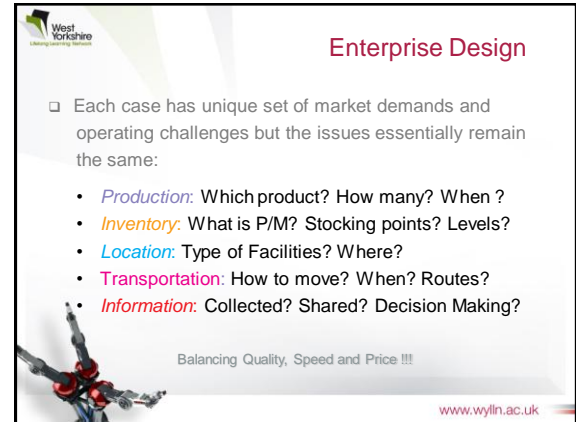 West
Yorkshire
Lifelong Learning Network
Enterprise Design
Each case has unique set of market demands and
operating challenges but the issues essentially remain
the same:
• Production: Which product? How many? When ?
• Inventory: What is P/M? Stocking points? Levels?
• Location: Type of Facilities? Where?
• Transportation: How to move? When? Routes?
• Information: Collected? Shared? Decision Making?
Balancing Quality, Speed and Price !!!
www.wylln.ac.uk